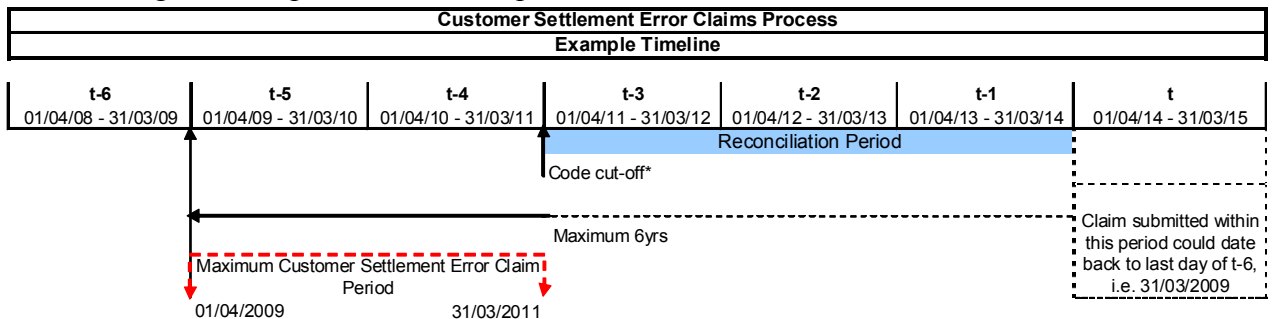 Customer Settlement Error Claims Process
Example Timeline
t-6 t-5 t-4 t-3 t-2 t-1 t
01/04/08 - 31/03/09 01/04/09 - 31/03/10 01/04/10 - 31/03/11 01/04/11 - 31/03/12 01/04/12 - 31/03/13 01/04/13 - 31/03/14 01/04/14 - 31/03/15
Reconciliation Period
Code cut-off*
Maximum 6yrs
Claim submitted within
this period could date
back to last day of t-6,
i.e. 31/03/2009
Maximum Customer Settlement Error Claim
Period
01/04/2009 31/03/2011